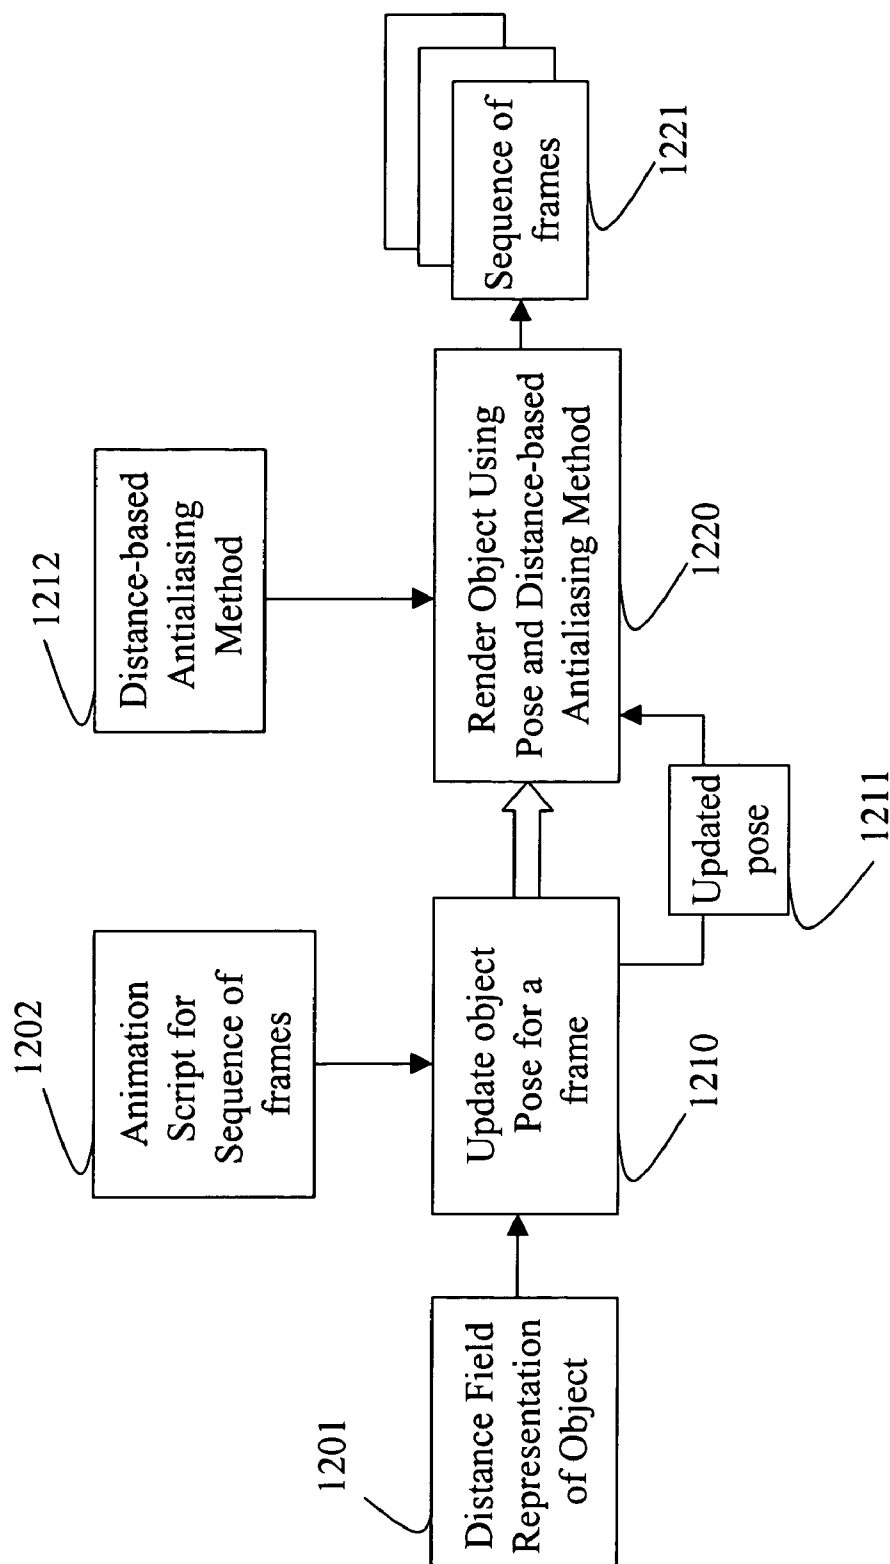 1202
Animation
Script for
Sequence of
frames
1212
Distance-based
Antialiasing
Method
1201
Distance Field
Representation
of Object
Update object
Pose for a
frame
1210
Updated
pose
1211
Render Object Using
Pose and Distance-based
Antialiasing Method
1220
Sequence of
frames
1221